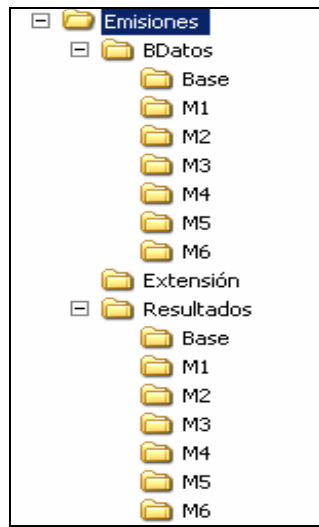 Emisiones
BDatos
Base
M1
M2
M3
M4
M5
M6
Extensión
Resultados
Base
M1
M2
M3
M4
M5
M6